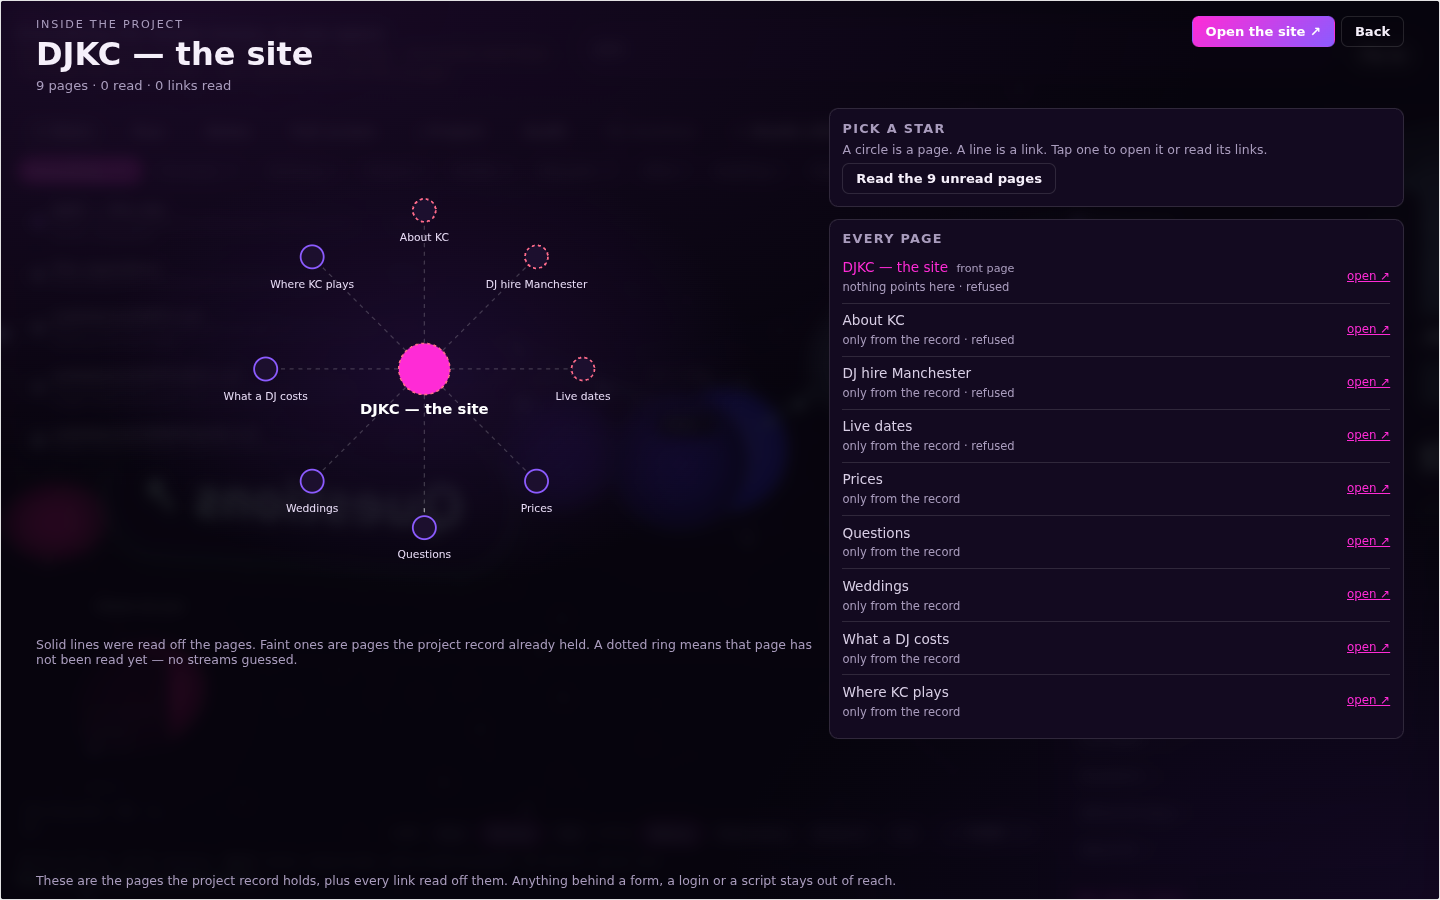 INSIDE THE PROJECT
DJKC — the site
9 pages · 0 read · 0 links read
Open the site ↗
Back
About KC
Where KC plays
DJ hire Manchester
What a DJ costs
Live dates
DJKC — the site
Weddings
Prices
Questions
Solid lines were read off the pages. Faint ones are pages the project record already held. A dotted ring means that page has
not been read yet — no streams guessed.
PICK A STAR
A circle is a page. A line is a link. Tap one to open it or read its links.
Read the 9 unread pages
EVERY PAGE
DJKC — the site front page
nothing points here · refused
open ↗
About KC
only from the record · refused
open ↗
DJ hire Manchester
only from the record · refused
open ↗
Live dates
only from the record · refused
open ↗
Prices
only from the record
open ↗
Questions
only from the record
open ↗
Weddings
only from the record
open ↗
What a DJ costs
only from the record
open ↗
Where KC plays
only from the record
open ↗
These are the pages the project record holds, plus every link read off them. Anything behind a form, a login or a script stays out of reach.